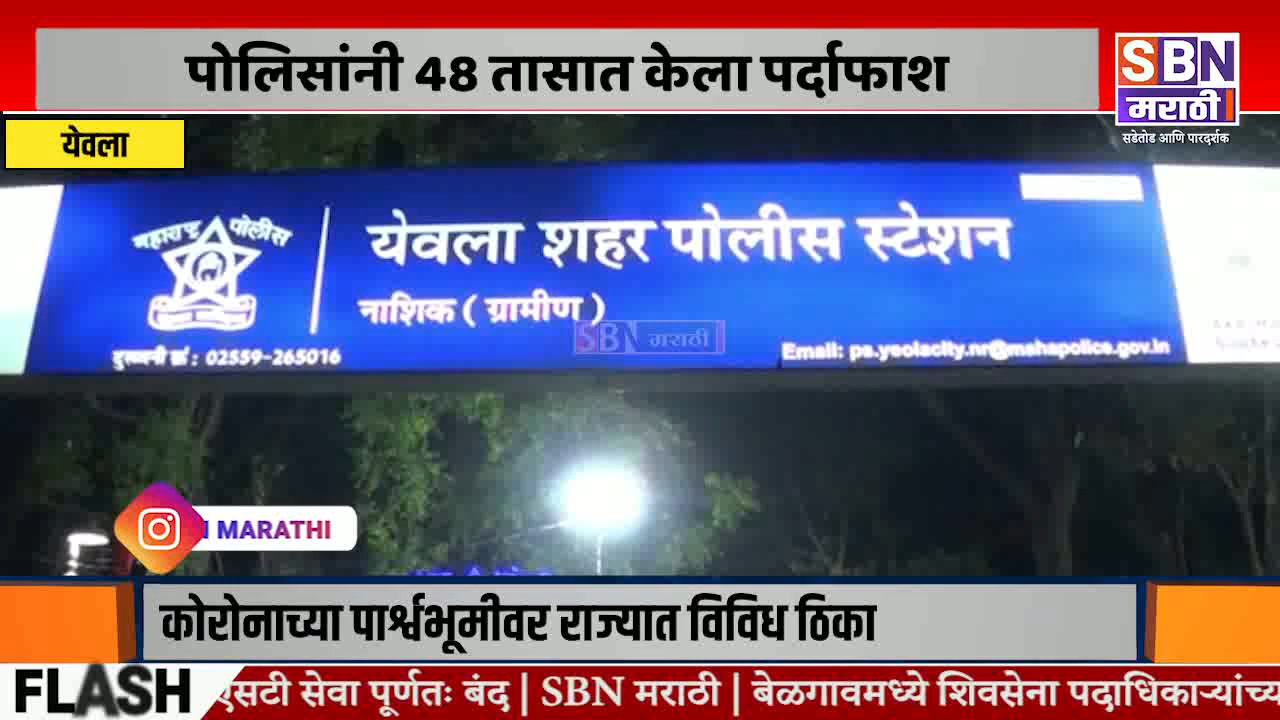 पोलिसांनी 48 तासात केला पर्दाफाश
SBN
मराठी
सडेतोड आणि पारदर्शक
येवला
महाराष्ट्र पोलीस
येवला शहर पोलीस स्टेशन
नाशिक ( ग्रामीण )
SBN मराठी
02559-265016
Email: ps.yeolacity.nr@mahapolice.gov.in
MARATHI
कोरोनाच्या पार्श्वभूमीवर राज्यात विविध ठिका
FLASH
एसटी सेवा पूर्णतः बंद | SBN मराठी | बेळगावमध्ये शिवसेना पदाधिकाऱ्यांच्य